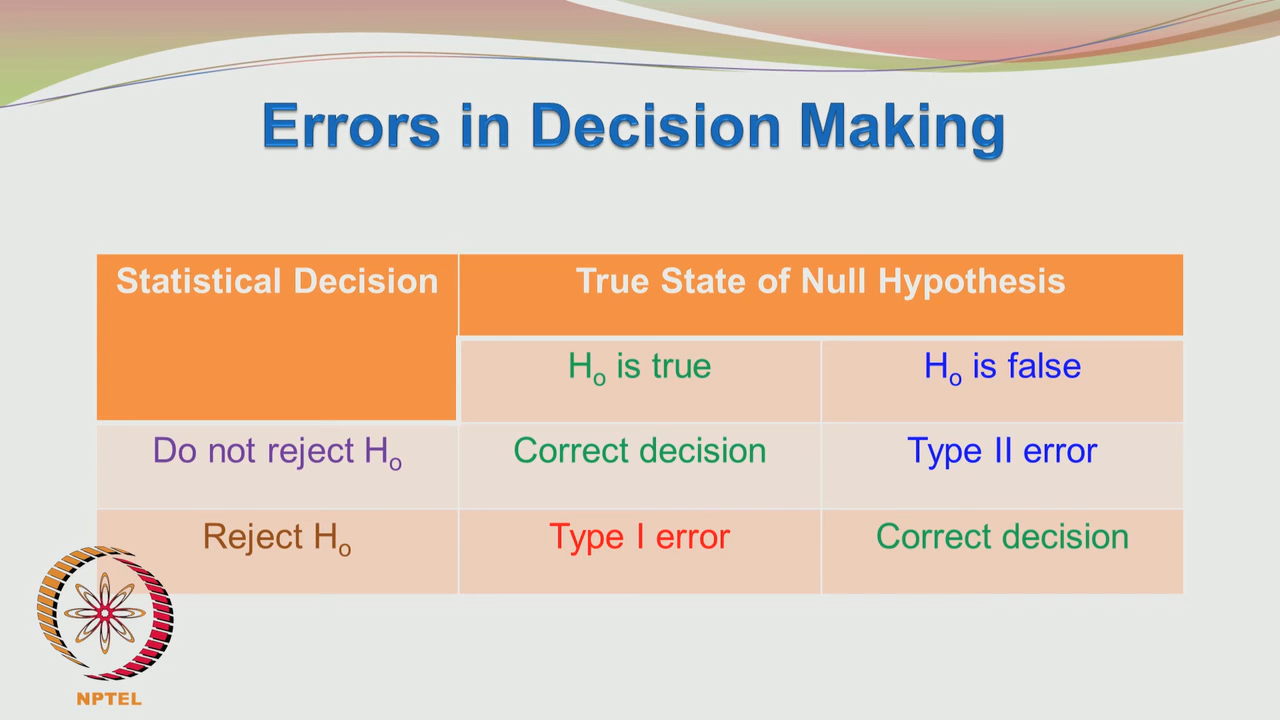 Errors in Decision Making
Statistical Decision True State of Null Hypothesis
Ho is true Ho is false
Do not reject Ho Correct decision Type II error
Reject Ho Type I error Correct decision
NPTEL